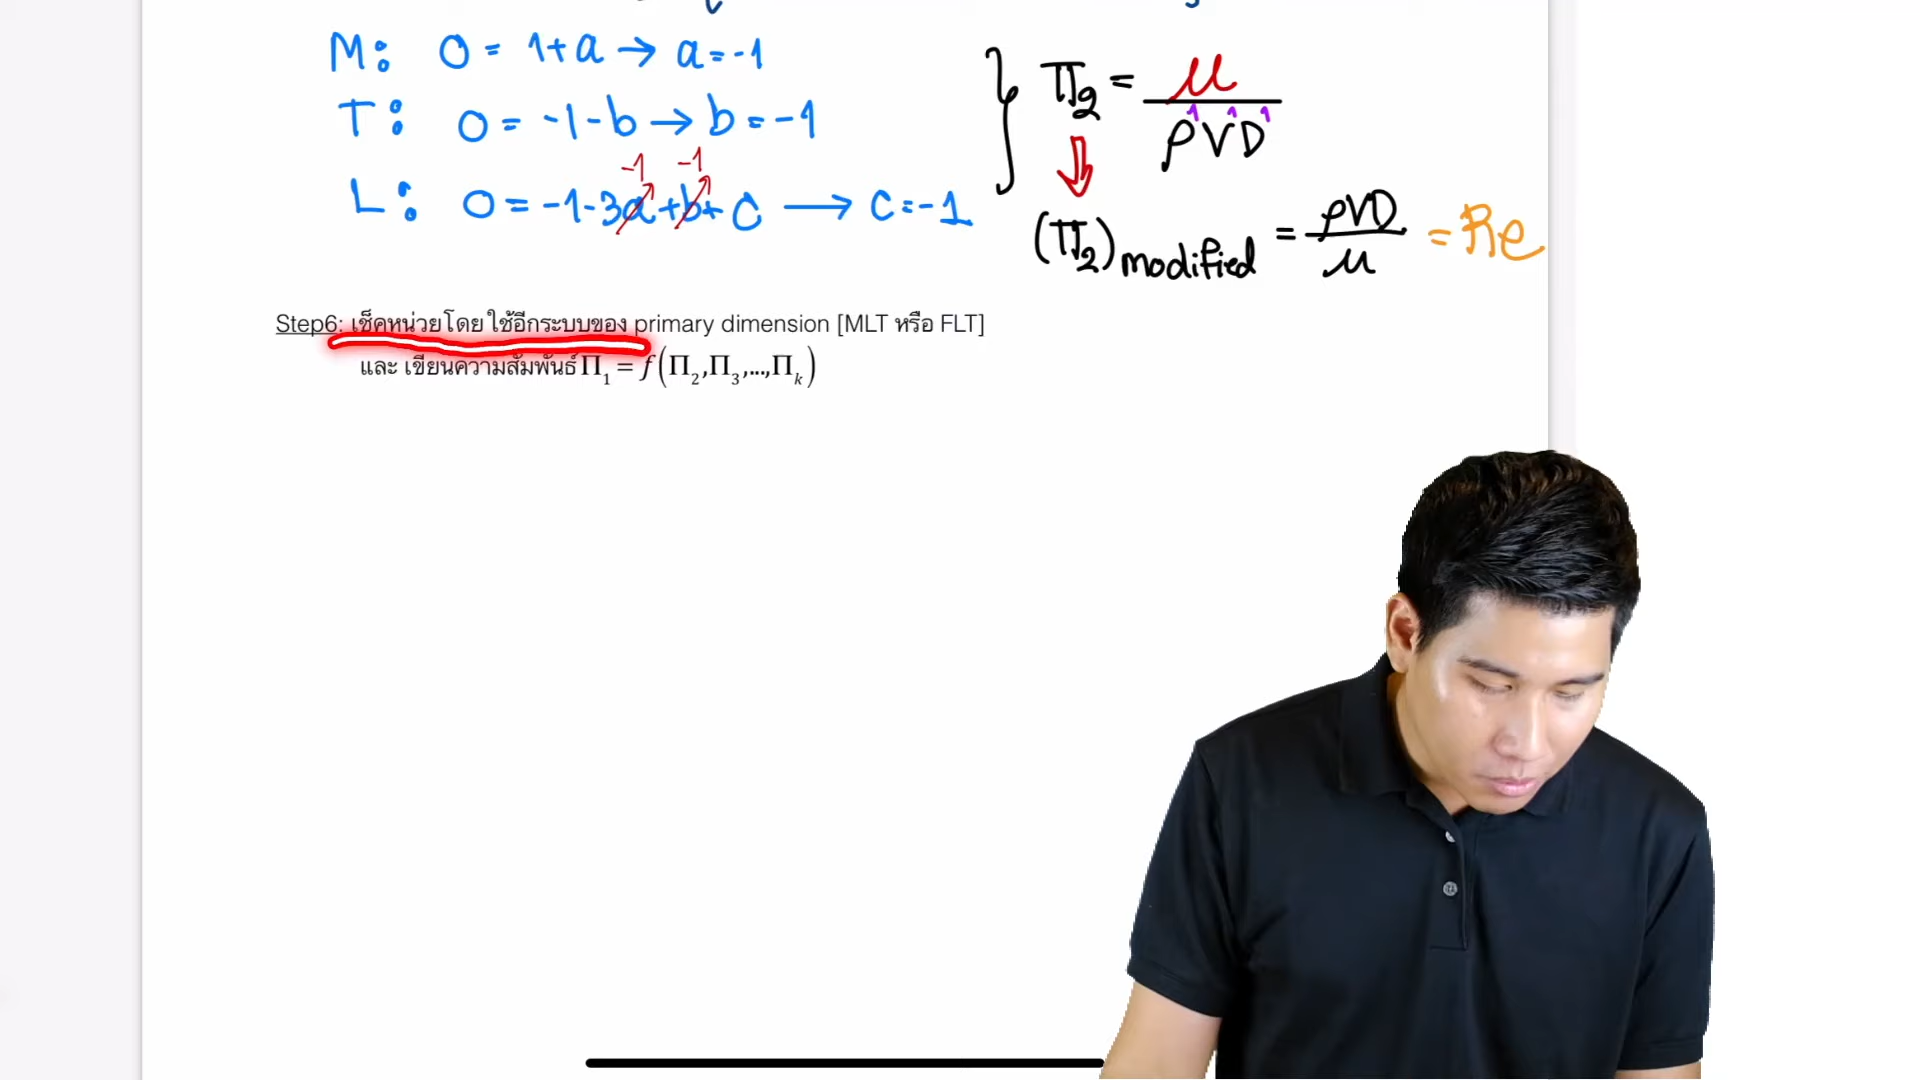 M: 0 = 1+a → a=-1
T: 0 = -1-b → b=-1
-1 -1
L: 0 = -1-3a+b+c → c=-1
Π2 = μ / ρ¹V¹D¹
(Π2)modified = ρVD / μ = Re
Step6: เช็คหน่วยโดย ใช้อีกระบบของ primary dimension [MLT หรือ FLT]
และ เขียนความสัมพันธ์ Π1 = f(Π2,Π3,...,Πk)